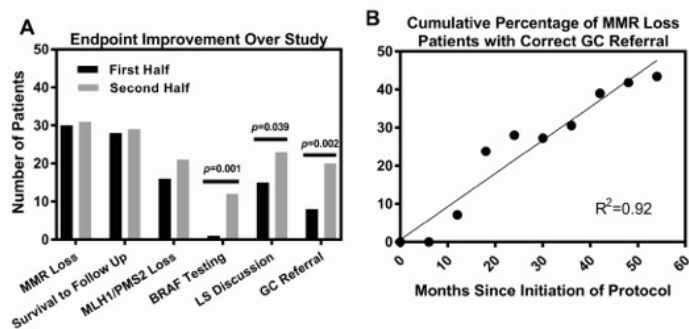 A
Endpoint Improvement Over Study
First Half
Second Half
Number of Patients
50
40
30
20
10
0
p=0.001
p=0.039
p=0.002
MMR Loss
Survival to Follow Up
MLH1/PMS2 Loss
BRAF Testing
LS Discussion
GC Referral
B
Cumulative Percentage of MMR Loss
Patients with Correct GC Referral
50
40
30
20
10
0
R²=0.92
0 10 20 30 40 50 60
Months Since Initiation of Protocol